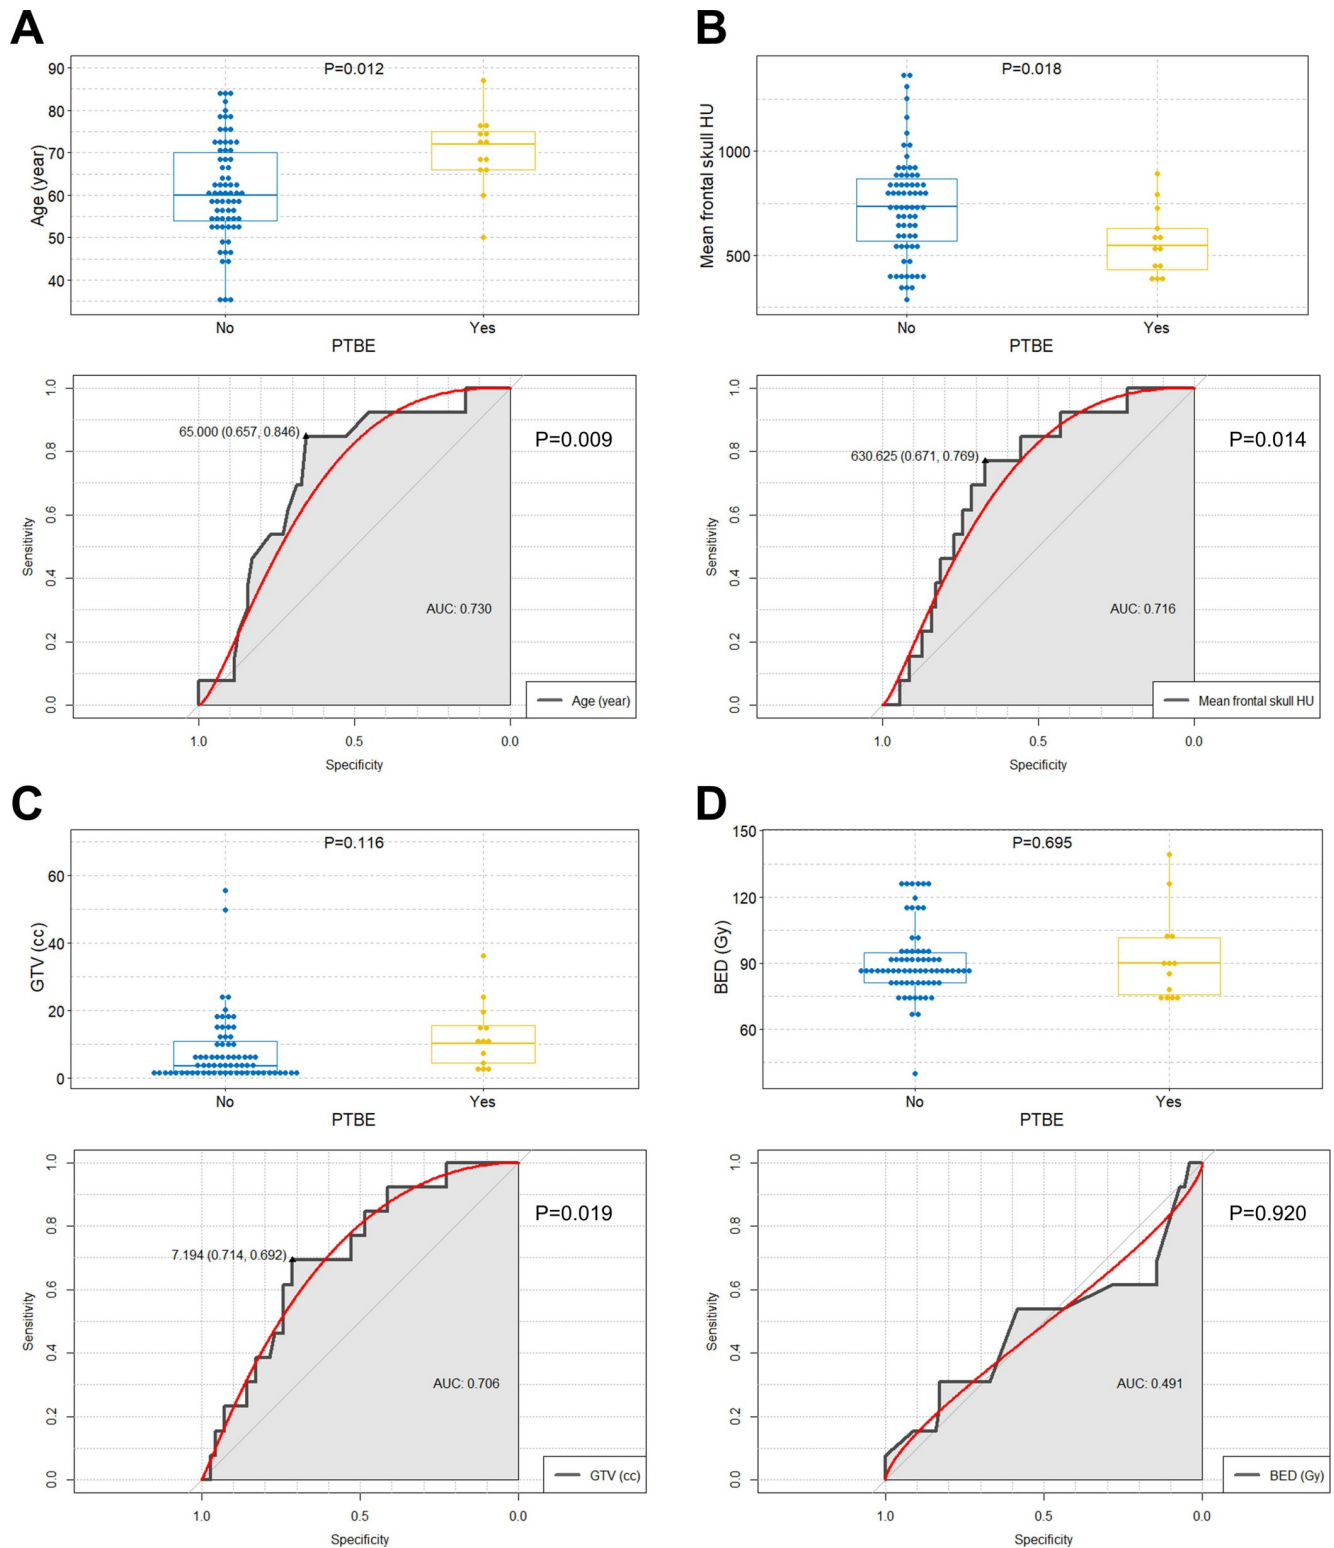 A
P=0.012
90
80
70
60
50
40
Age (year)
No
Yes
PTBE
1.0
0.8
0.6
0.4
0.2
0.0
Sensitivity
65.000 (0.657, 0.846)
P=0.009
AUC: 0.730
Age (year)
1.0
0.5
0.0
Specificity
B
P=0.018
1000
500
Mean frontal skull HU
No
Yes
PTBE
1.0
0.8
0.6
0.4
0.2
0.0
Sensitivity
630.625 (0.671, 0.769)
P=0.014
AUC: 0.716
Mean frontal skull HU
1.0
0.5
0.0
Specificity
C
P=0.116
60
40
20
0
GTV (cc)
No
Yes
PTBE
1.0
0.8
0.6
0.4
0.2
0.0
Sensitivity
7.194 (0.714, 0.692)
P=0.019
AUC: 0.706
GTV (cc)
1.0
0.5
0.0
Specificity
D
P=0.695
150
120
90
60
BED (Gy)
No
Yes
PTBE
1.0
0.8
0.6
0.4
0.2
0.0
Sensitivity
P=0.920
AUC: 0.491
BED (Gy)
1.0
0.5
0.0
Specificity